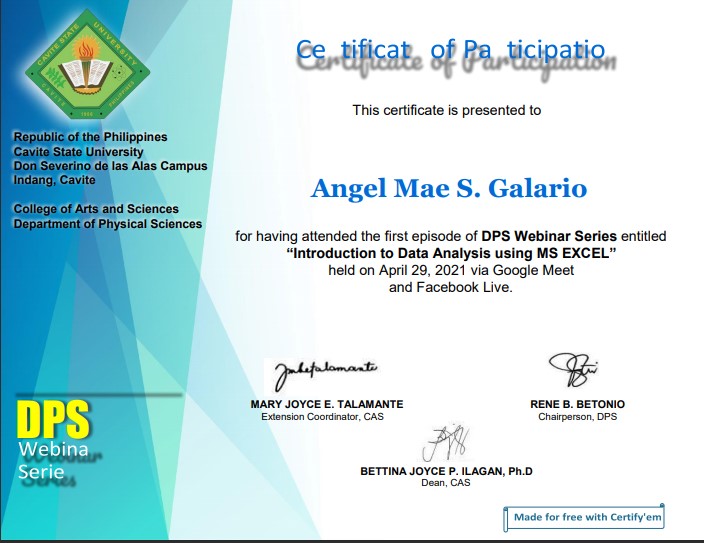 CAVITE STATE UNIVERSITY
CAVITE PHILIPPINES
1906
Ce tificat of Pa ticipatio
Certificate of Participation
This certificate is presented to
Republic of the Philippines
Cavite State University
Don Severino de las Alas Campus
Indang, Cavite
College of Arts and Sciences
Department of Physical Sciences
Angel Mae S. Galario
for having attended the first episode of DPS Webinar Series entitled
“Introduction to Data Analysis using MS EXCEL”
held on April 29, 2021 via Google Meet
and Facebook Live.
MARY JOYCE E. TALAMANTE
Extension Coordinator, CAS
RENE B. BETONIO
Chairperson, DPS
BETTINA JOYCE P. ILAGAN, Ph.D
Dean, CAS
DPS
Webina
Serie
Webinar
Series
Made for free with Certify'em